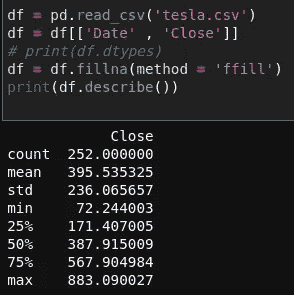 df = pd.read_csv('tesla.csv')
df = df[['Date' , 'Close']]
# print(df.dtypes)
df = df.fillna(method = 'ffill')
print(df.describe())
Close
count 252.000000
mean 395.535325
std 236.065657
min 72.244003
25% 171.407005
50% 387.915009
75% 567.904984
max 883.090027